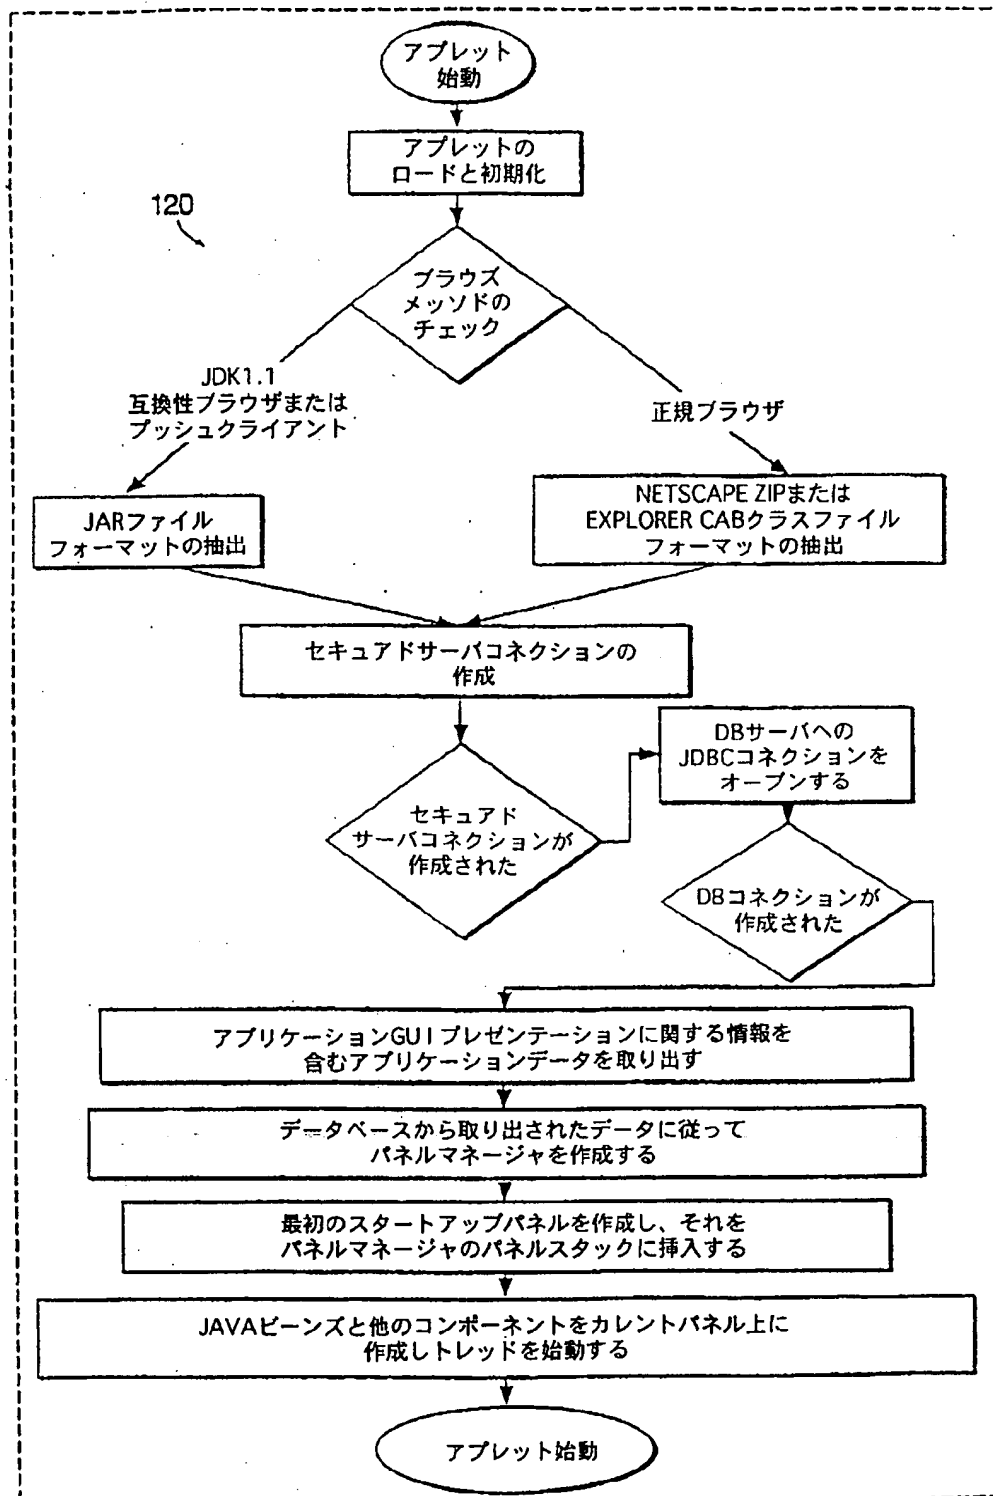 アプレット
始動
アプレットの
ロードと初期化
120
ブラウズ
メッソドの
チェック
JDK1.1
互換性ブラウザまたは
プッシュクライアント
正規ブラウザ
JARファイル
フォーマットの抽出
NETSCAPE ZIPまたは
EXPLORER CABクラスファイル
フォーマットの抽出
セキュアドサーバコネクションの
作成
DBサーバへの
JDBCコネクションを
オープンする
セキュアド
サーバコネクションが
作成された
DBコネクションが
作成された
アプリケーションGUIプレゼンテーションに関する情報を
含むアプリケーションデータを取り出す
データベースから取り出されたデータに従って
パネルマネージャを作成する
最初のスタートアップパネルを作成し、それを
パネルマネージャのパネルスタックに挿入する
JAVAビーンズと他のコンポーネントをカレントパネル上に
作成しトレッドを始動する
アプレット始動